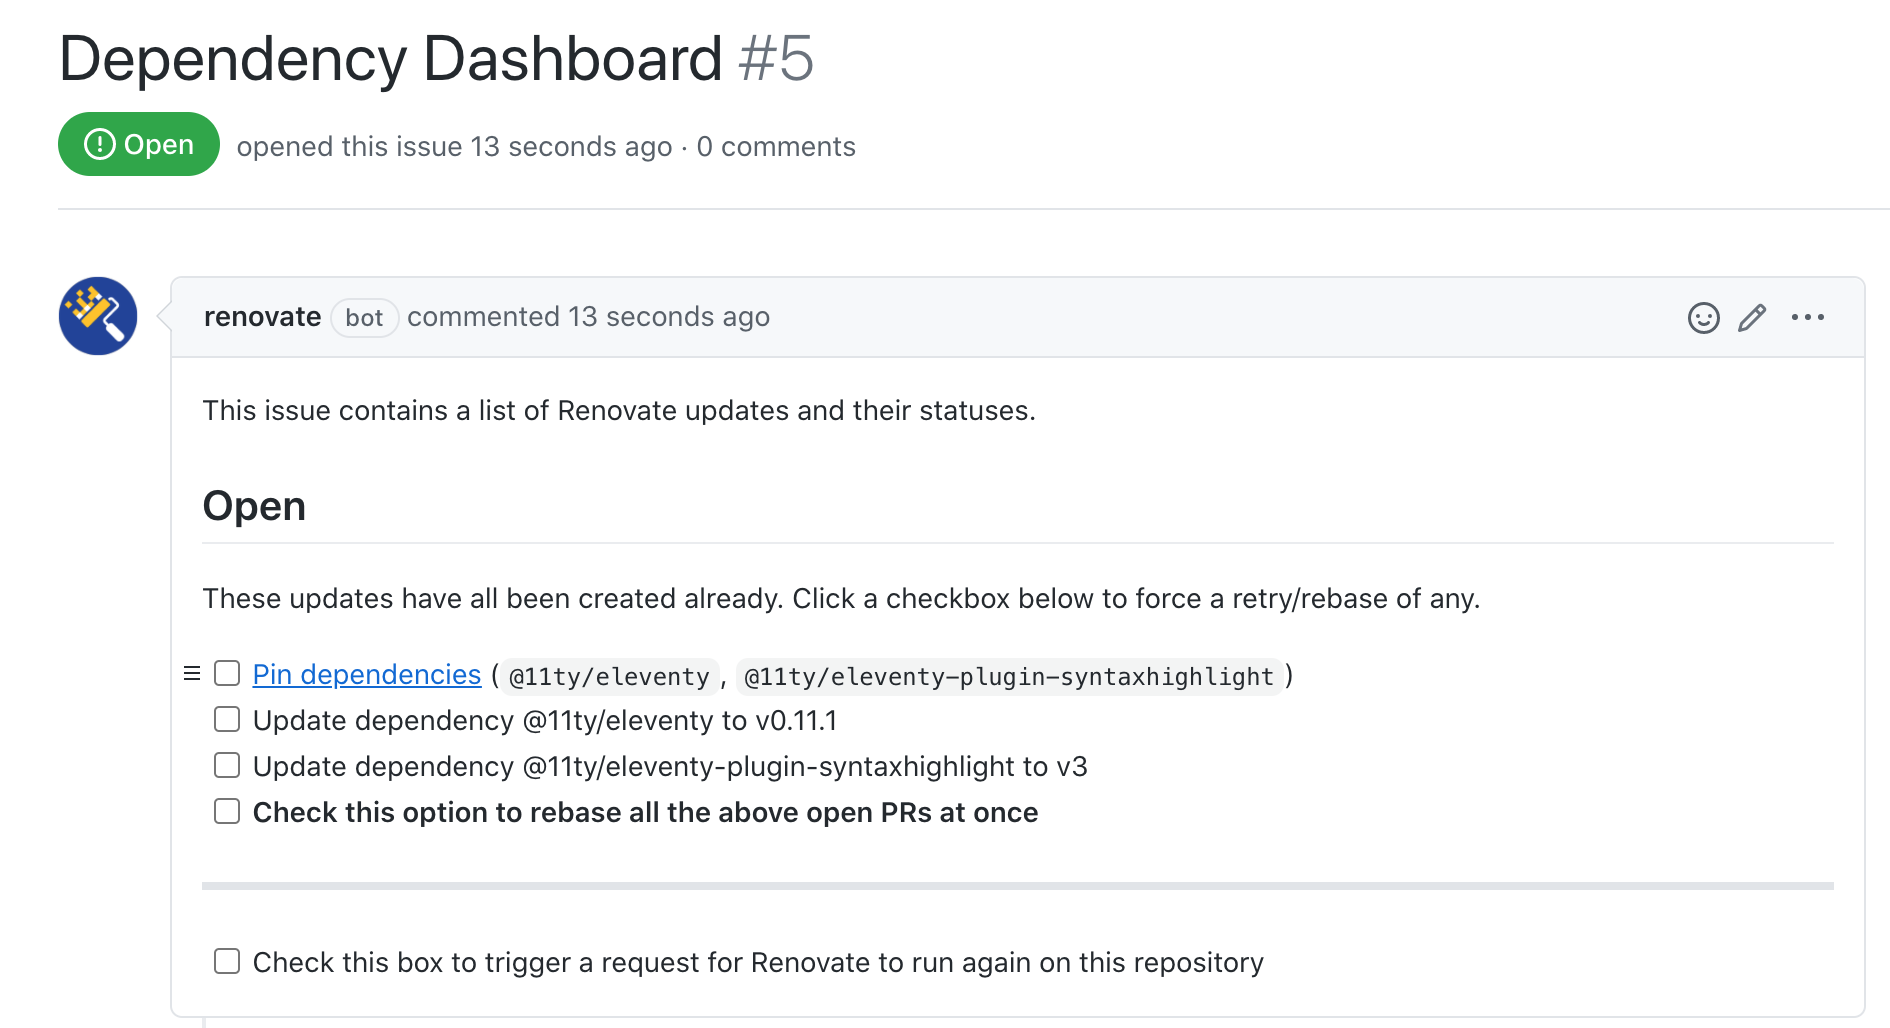 Dependency Dashboard #5
Open opened this issue 13 seconds ago · 0 comments
renovate bot commented 13 seconds ago
This issue contains a list of Renovate updates and their statuses.
Open
These updates have all been created already. Click a checkbox below to force a retry/rebase of any.
Pin dependencies (@11ty/eleventy, @11ty/eleventy-plugin-syntaxhighlight)
Update dependency @11ty/eleventy to v0.11.1
Update dependency @11ty/eleventy-plugin-syntaxhighlight to v3
Check this option to rebase all the above open PRs at once
Check this box to trigger a request for Renovate to run again on this repository